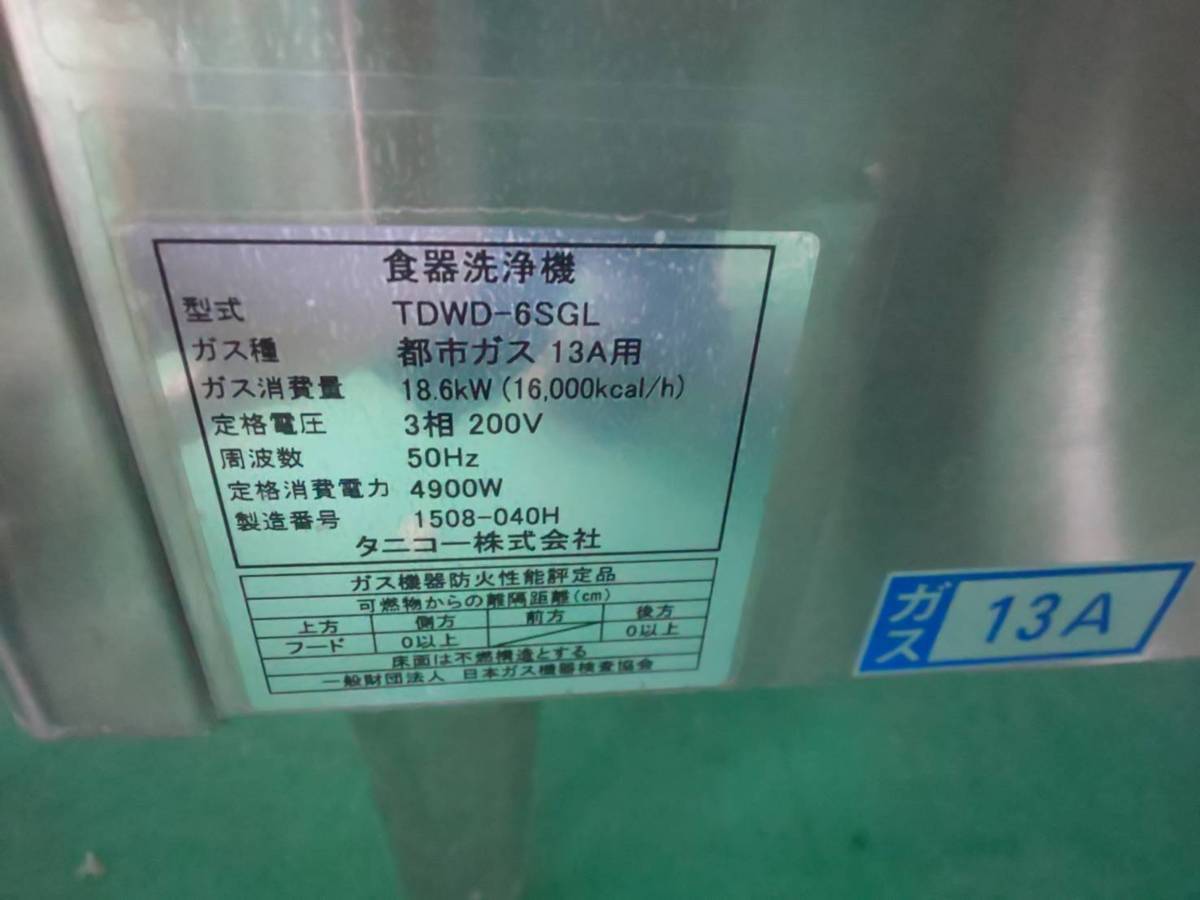 食器洗浄機
型式 TDWD-6SGL
ガス種 都市ガス 13A用
ガス消費量 18.6kW (16,000kcal/h)
定格電圧 3相 200V
周波数 50Hz
定格消費電力 4900W
製造番号 1508-040H
タニコー株式会社
ガス機器防火性能評定品
可燃物からの離隔距離(cm)
上方 側方 前方 後方
フード 0以上 0以上
床面は不燃構造とする
一般財団法人 日本ガス機器検査協会
ガス 13A